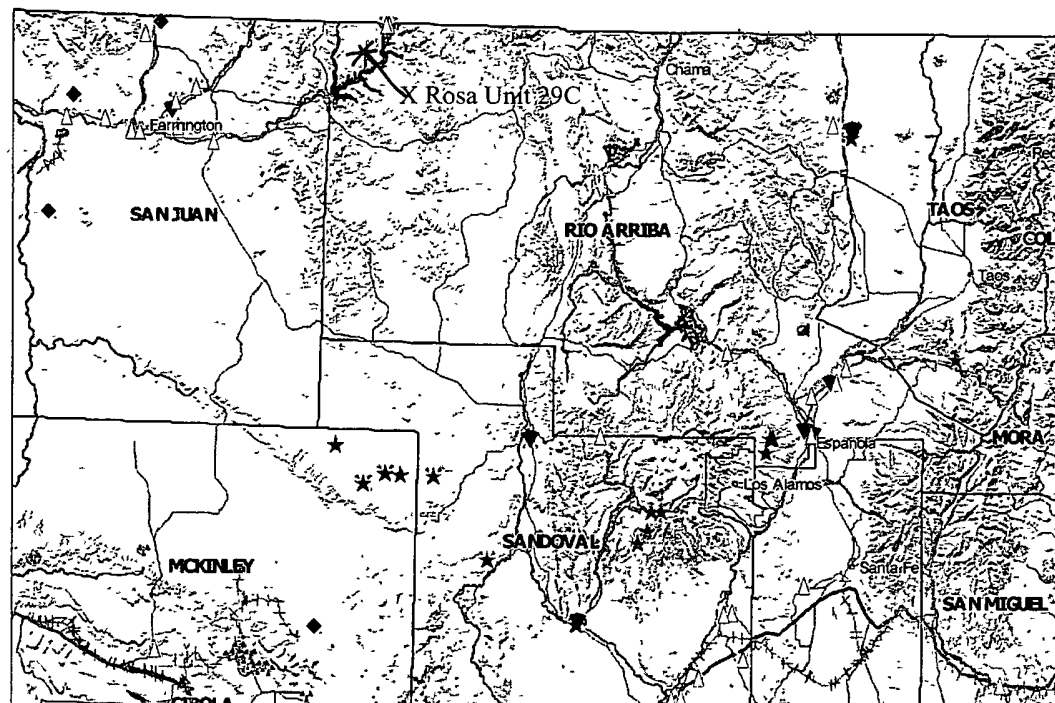 Chama
X Rosa Unit 29C
Farmington
SAN JUAN
TAOS
RIO ARRIBA
Taos
MORA
Española
Los Alamos
SANDOVAL
MCKINLEY
Santa Fe
SAN MIGUEL